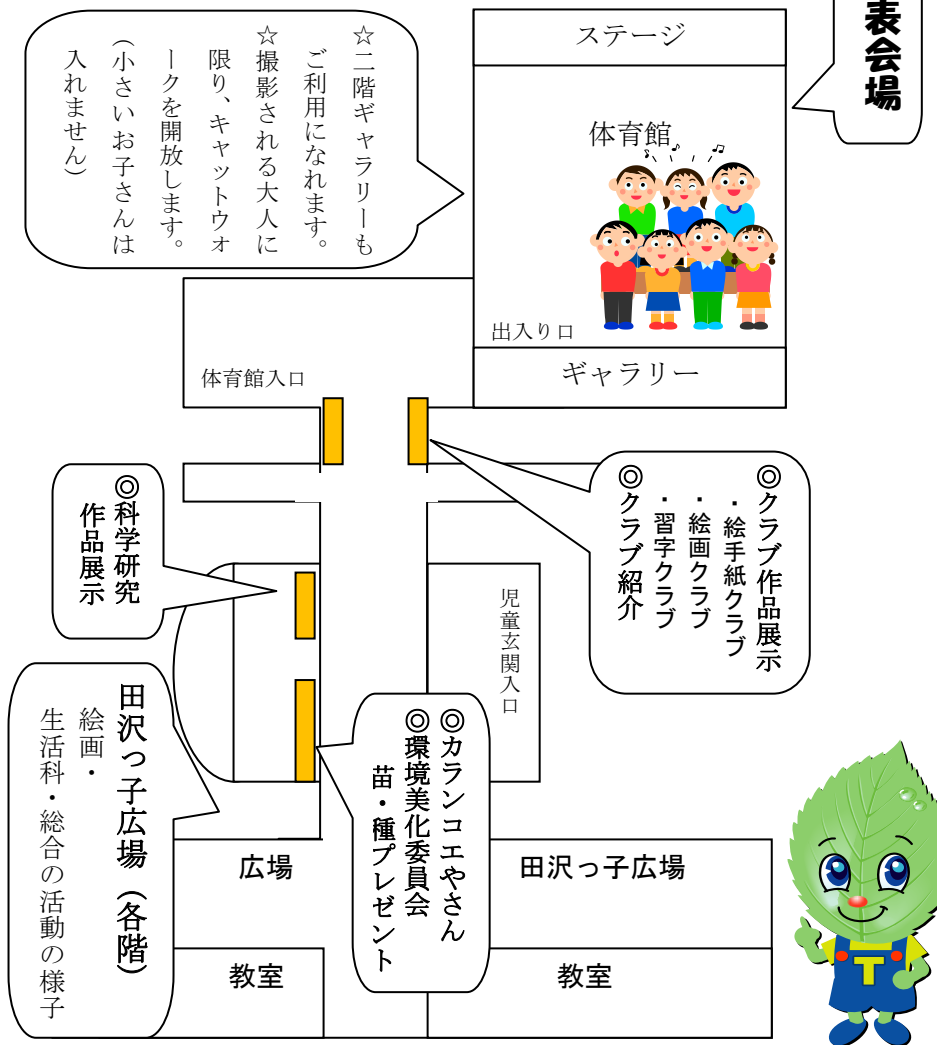 表会場
ステージ
体育館
出入り口
ギャラリー
☆二階ギャラリーも
ご利用になれます。
☆撮影される大人に
限り、キャットウォ
ークを開放します。
(小さいお子さんは
入れません)
体育館入口
◎クラブ作品展示
・絵手紙クラブ
・絵画クラブ
・習字クラブ
◎クラブ紹介
◎科学研究
作品展示
児童玄関入口
◎カランコエやさん
◎環境美化委員会
苗・種プレゼント
田沢っ子広場(各階)
絵画・
生活科・総合の活動の様子
広場
田沢っ子広場
教室
教室
T